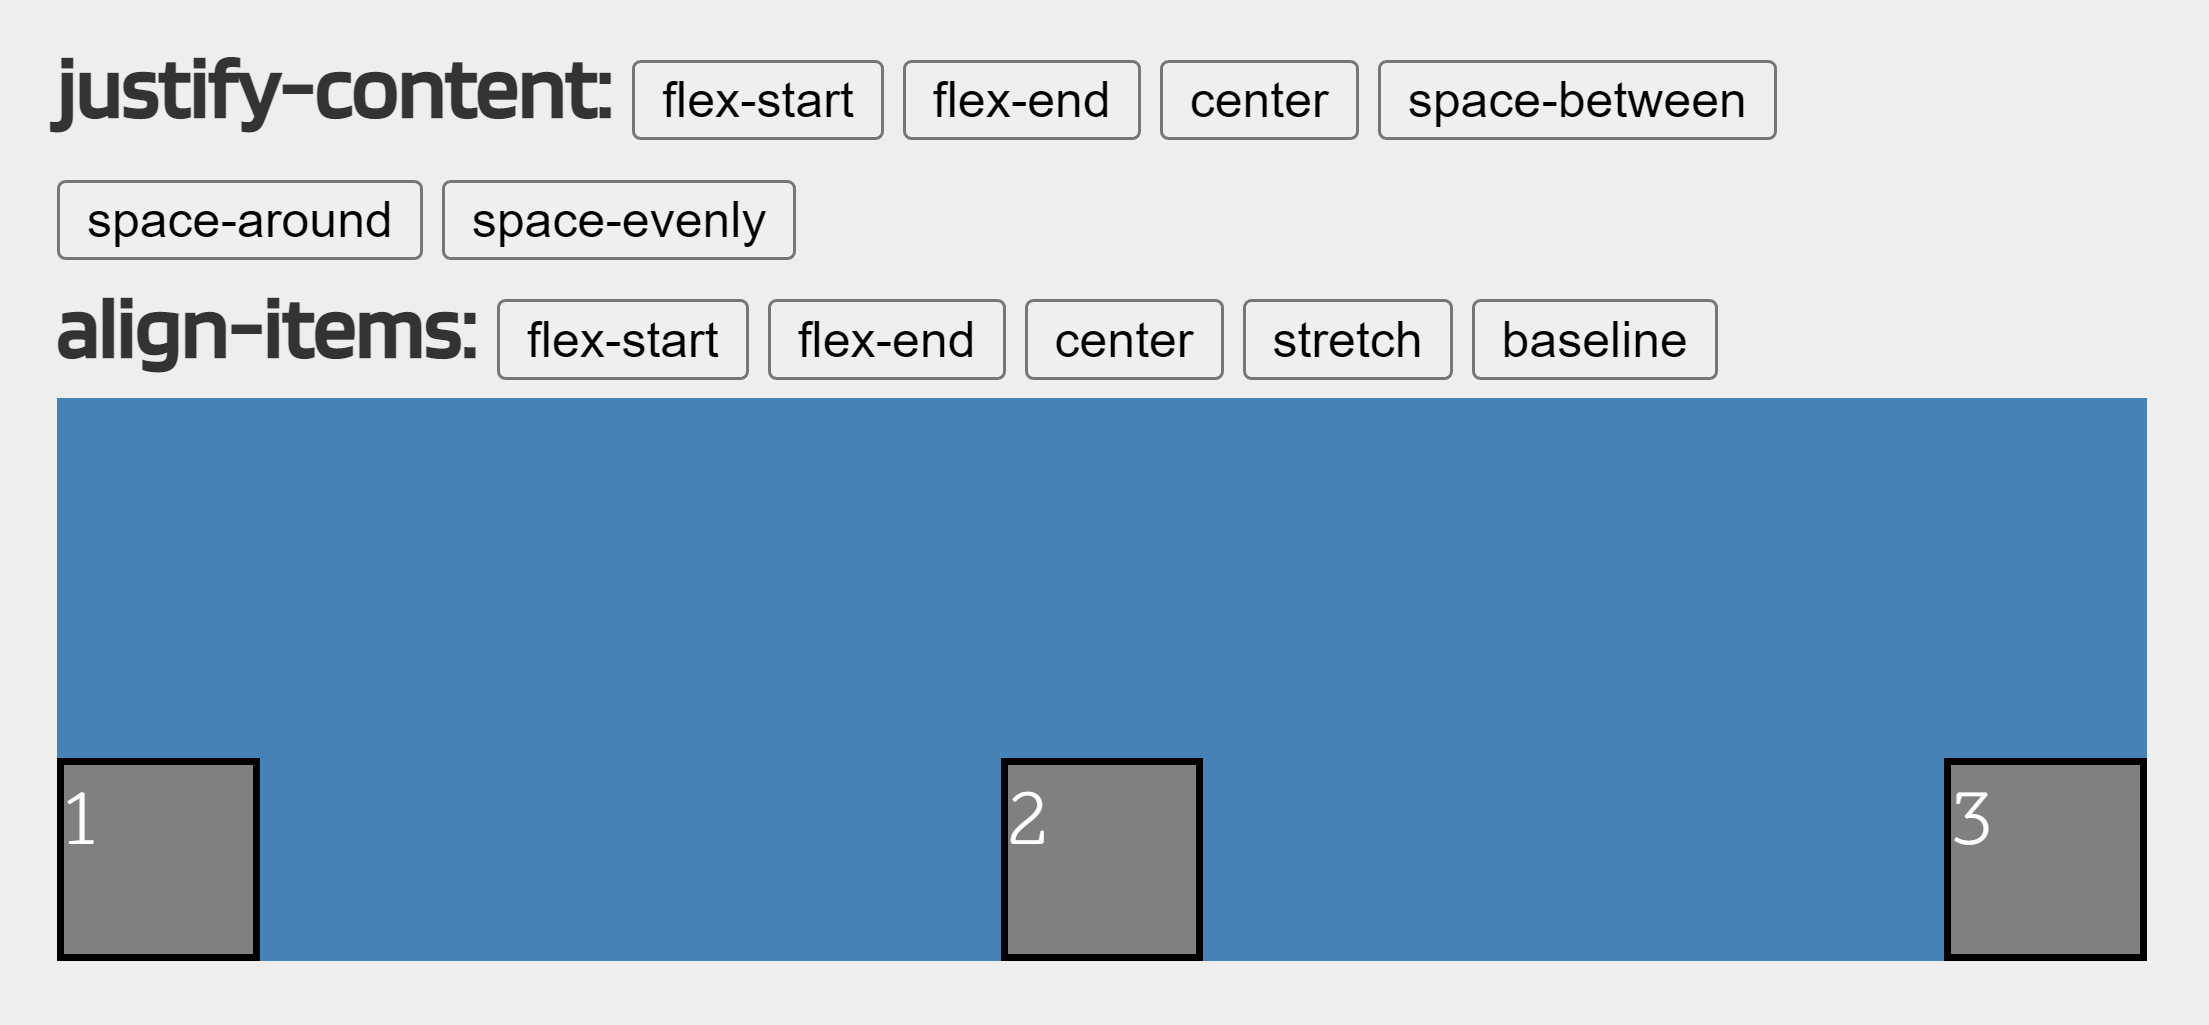 justify-content: flex-start flex-end center space-between
space-around space-evenly
align-items: flex-start flex-end center stretch baseline
1 2 3